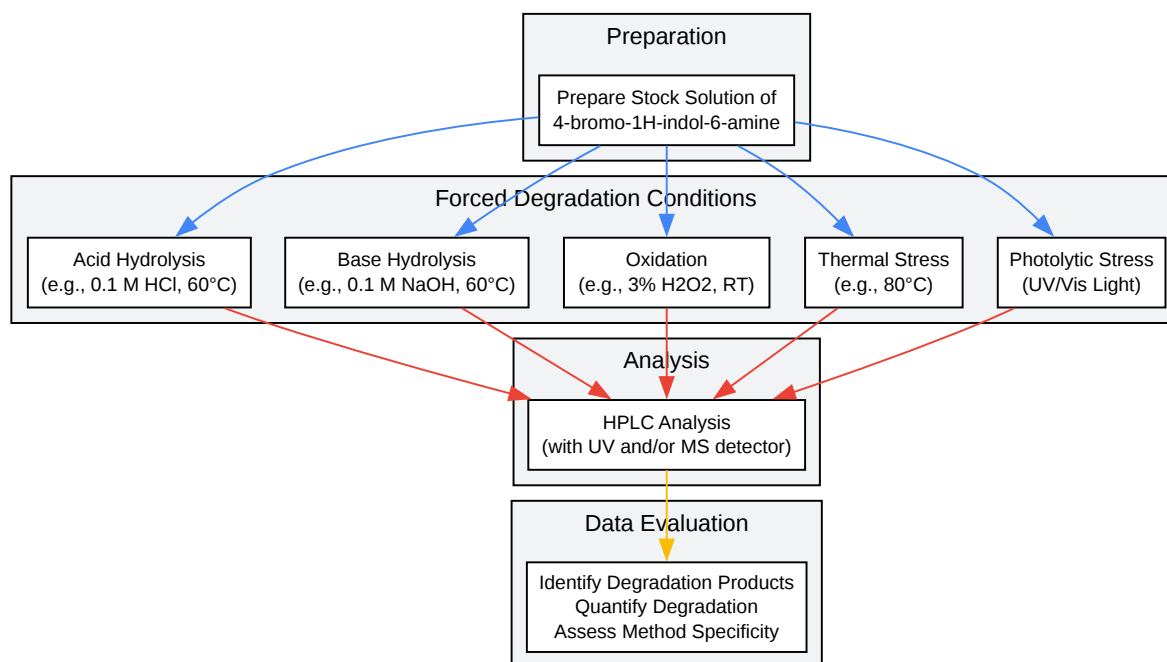 Preparation
Prepare Stock Solution of
4-bromo-1H-indol-6-amine
Forced Degradation Conditions
Acid Hydrolysis
(e.g., 0.1 M HCl, 60°C)
Base Hydrolysis
(e.g., 0.1 M NaOH, 60°C)
Oxidation
(e.g., 3% H2O2, RT)
Thermal Stress
(e.g., 80°C)
Photolytic Stress
(UV/Vis Light)
Analysis
HPLC Analysis
(with UV and/or MS detector)
Data Evaluation
Identify Degradation Products
Quantify Degradation
Assess Method Specificity